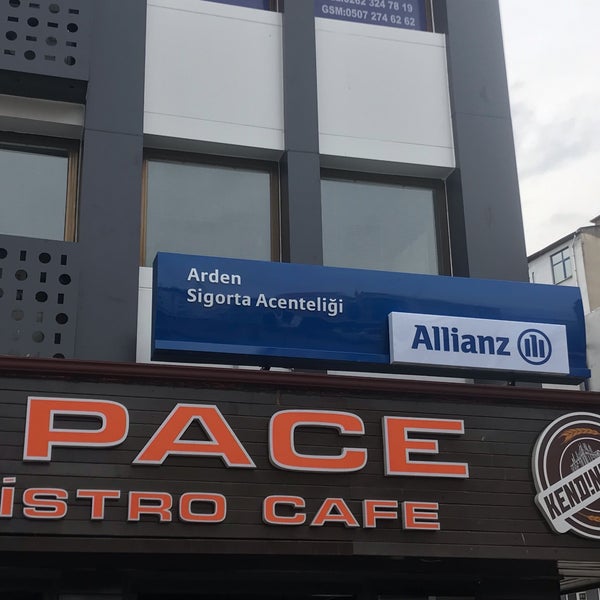 0262 324 78 19
GSM:0507 274 62 62
Arden
Sigorta Acenteliği
Allianz
PACE
İSTRO CAFE